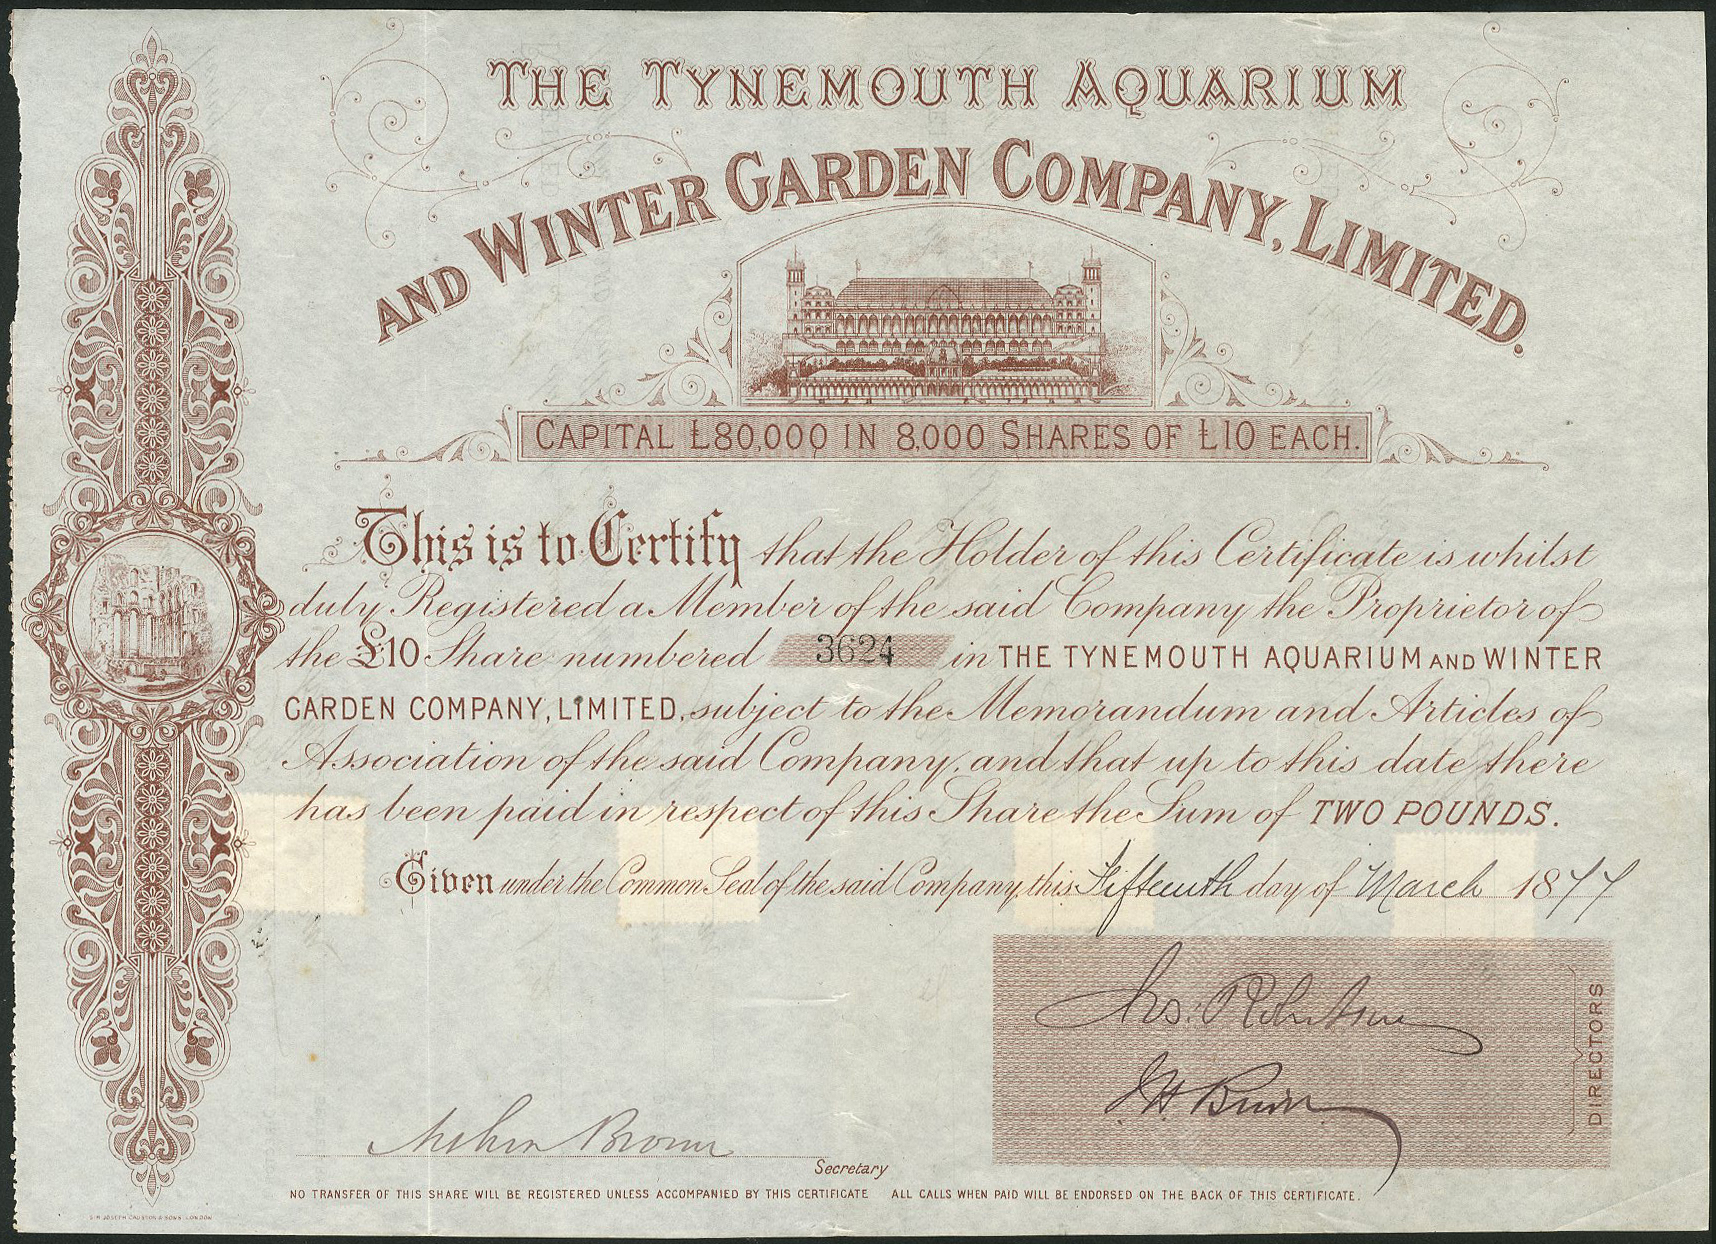 THE TYNEMOUTH AQUARIUM
AND WINTER GARDEN COMPANY, LIMITED.
CAPITAL £80,000 IN 8,000 SHARES OF £10 EACH.
This is to Certify that the Holder of this Certificate is whilst
duly Registered a Member of the said Company the Proprietor of
the £10 Share numbered 3624 in THE TYNEMOUTH AQUARIUM AND WINTER
GARDEN COMPANY, LIMITED, subject to the Memorandum and Articles of
Association of the said Company, and that up to this date there
has been paid in respect of this Share the Sum of TWO POUNDS.
Given under the Common Seal of the said Company, this Fifteenth day of March 1877
DIRECTORS
Brown
Secretary
NO TRANSFER OF THIS SHARE WILL BE REGISTERED UNLESS ACCOMPANIED BY THIS CERTIFICATE ALL CALLS WHEN PAID WILL BE ENDORSED ON THE BACK OF THIS CERTIFICATE.
SIR JOSEPH CAUSTON & SONS, LONDON